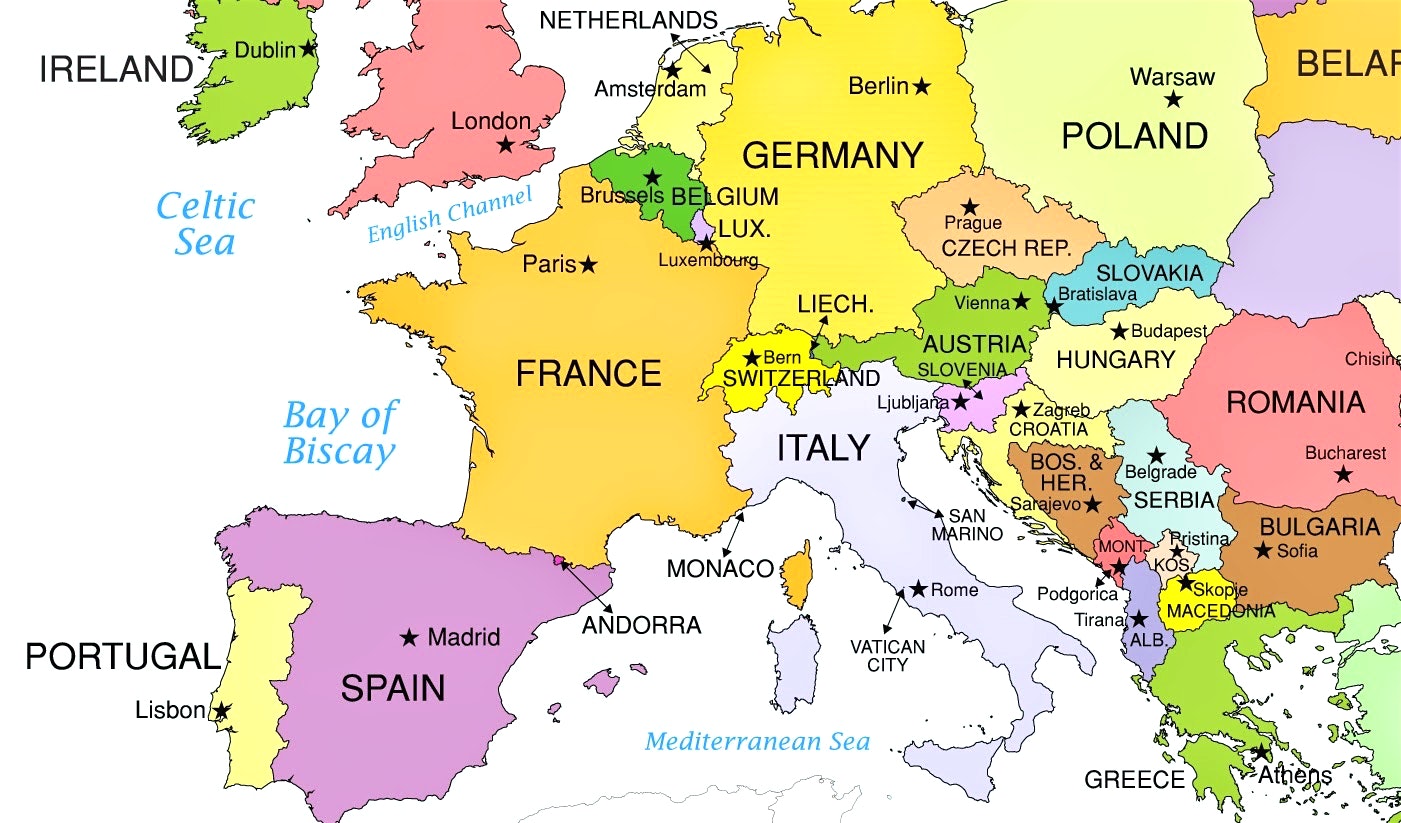 NETHERLANDS
IRELAND
Dublin
Amsterdam
Berlin
Warsaw
BELAR
London
POLAND
GERMANY
Celtic
Sea
English Channel
Brussels
BELGIUM
LUX.
Luxembourg
Prague
CZECH REP.
Paris
SLOVAKIA
Bratislava
LIECH.
Vienna
Budapest
AUSTRIA
HUNGARY
Bern
SWITZERLAND
SLOVENIA
Chisina
FRANCE
Ljubljana
Zagreb
CROATIA
ROMANIA
Bay of
Biscay
ITALY
BOS. &
HER.
Sarajevo
Belgrade
SERBIA
Bucharest
SAN
MARINO
BULGARIA
Sofia
MONT.
Pristina
KOS.
MONACO
Podgorica
Skopje
MACEDONIA
Rome
Tirana
ALB.
ANDORRA
VATICAN
CITY
PORTUGAL
Madrid
SPAIN
Lisbon
Mediterranean Sea
GREECE
Athens